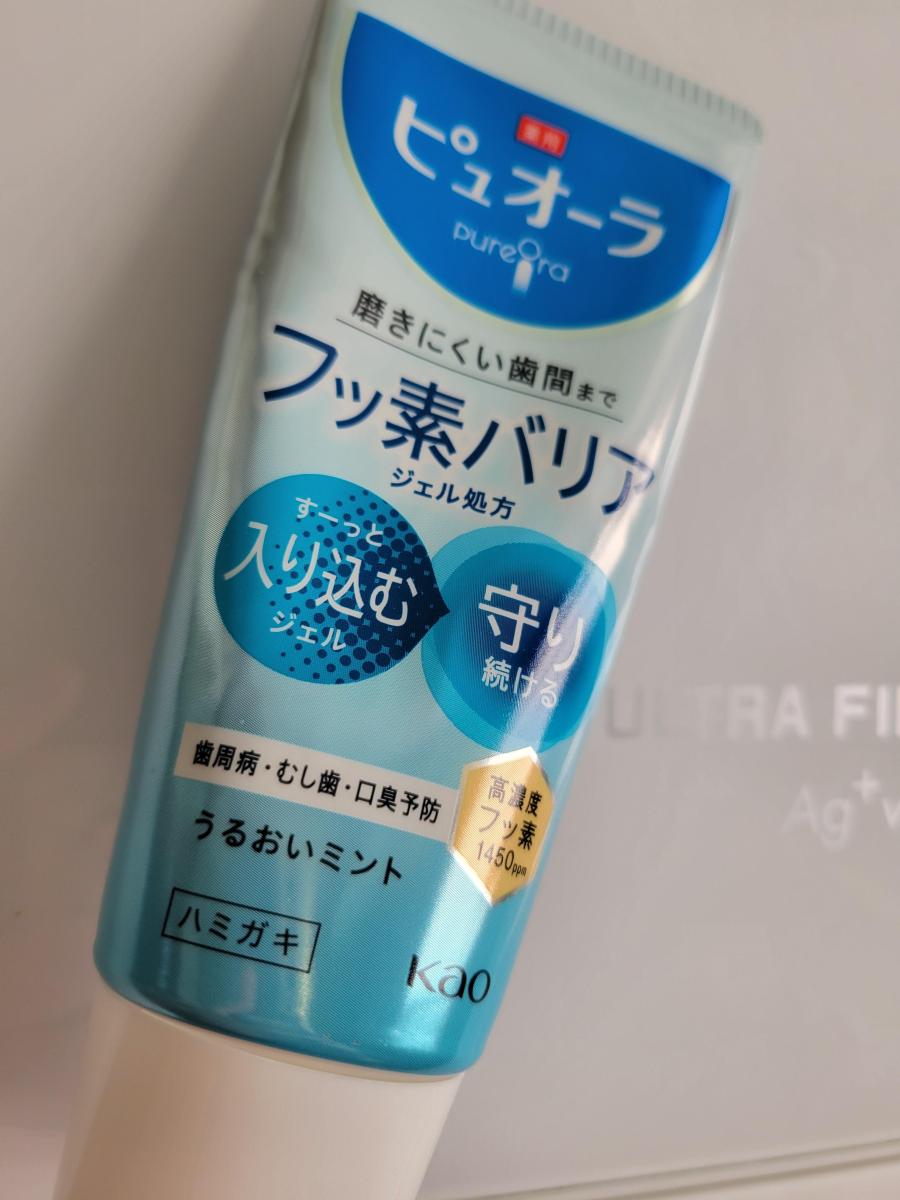 薬用
ピュオーラ
pureOra
磨きにくい歯間まで
フッ素バリア
ジェル処方
すーっと
入り込む
ジェル
守り
続ける
歯周病・むし歯・口臭予防
高濃度
フッ素
1450ppm
うるおいミント
ハミガキ
Kao
ULTRA FI
Ag+